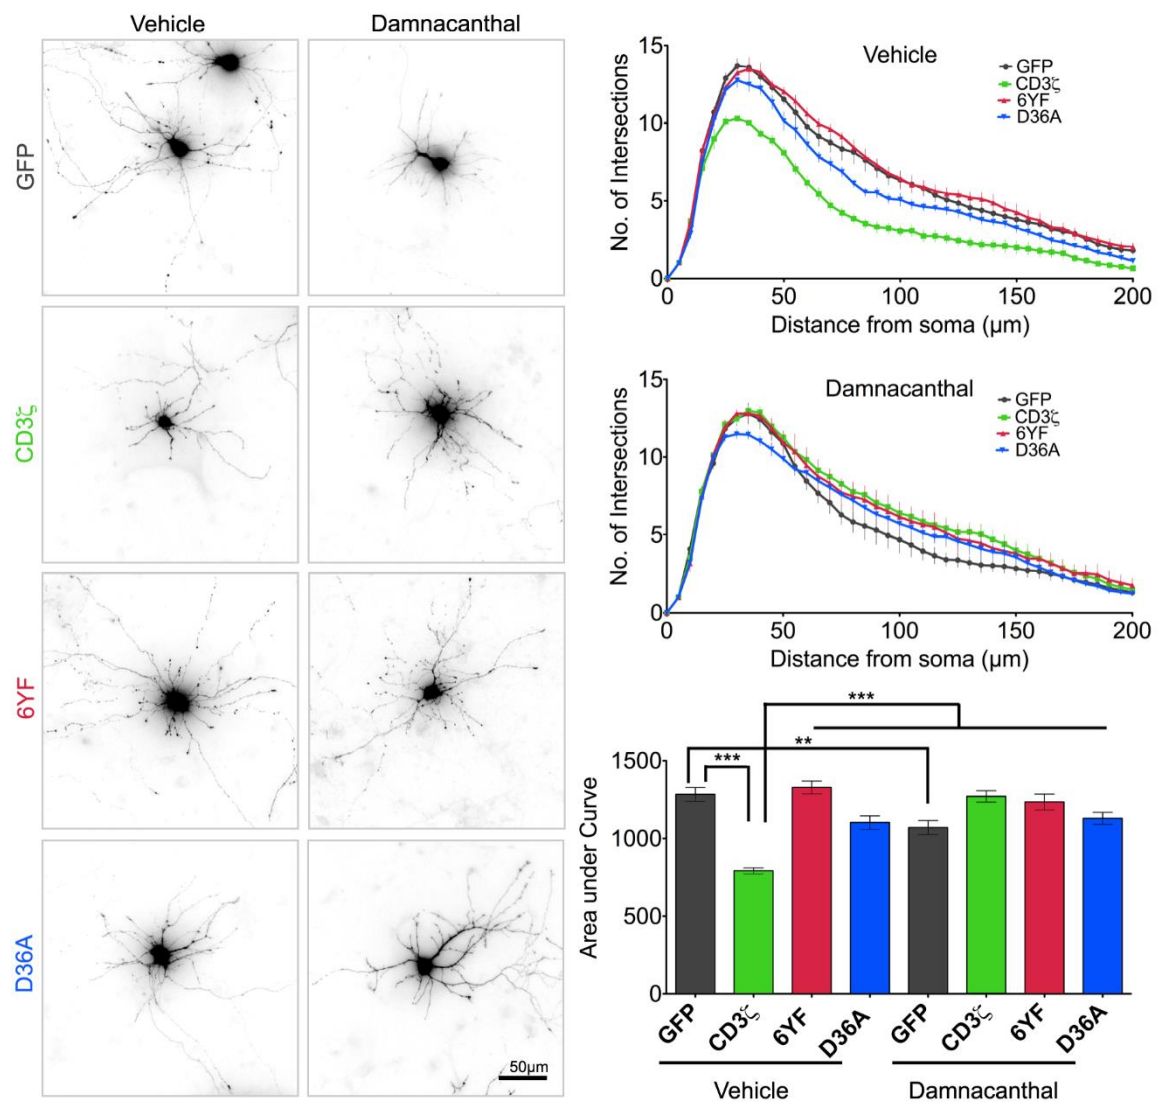 Vehicle
Damnacanthal
GFP
CD3ζ
6YF
D36A
50µm
15
10
5
0
No. of Intersections
Vehicle
GFP
CD3ζ
6YF
D36A
0 50 100 150 200
Distance from soma (µm)
15
10
5
0
No. of Intersections
Damnacanthal
GFP
CD3ζ
6YF
D36A
0 50 100 150 200
Distance from soma (µm)
***
**
***
1500
1000
500
0
Area under Curve
GFP CD3ζ 6YF D36A GFP CD3ζ 6YF D36A
Vehicle Damnacanthal